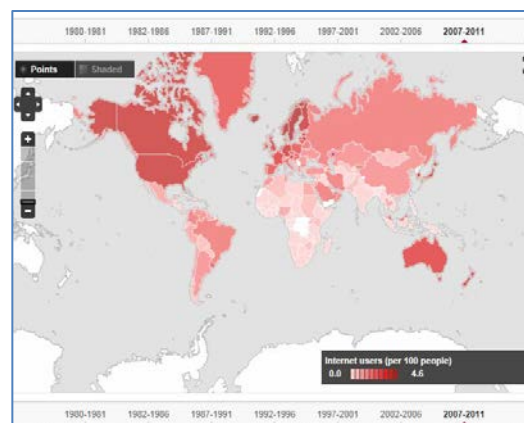 1980-1981 1982-1986 1987-1991 1992-1996 1997-2001 2002-2006 2007-2011
Points Shaded
Internet users (per 100 people)
0.0 4.6
1980-1981 1982-1986 1987-1991 1992-1996 1997-2001 2002-2006 2007-2011